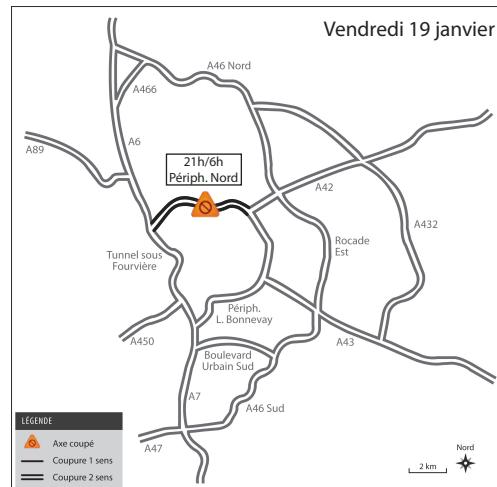 Vendredi 19 janvier
A46 Nord
A466
A6
A89
21h/6h
Périph. Nord
A42
A432
Rocade
Est
Tunnel sous
Fourvière
Périph.
L. Bonnevay
A450
Boulevard
Urbain Sud
A43
A7
A46 Sud
A47
LÉGENDE
Axe coupé
Coupure 1 sens
Coupure 2 sens
2 km
Nord